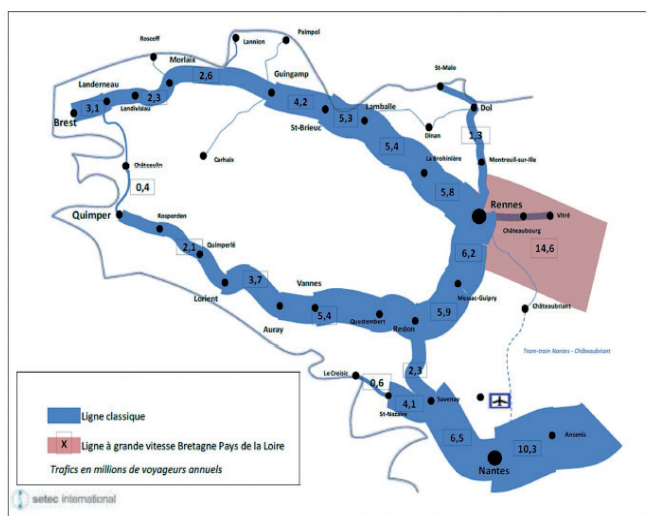 Paimpol
Roscoff
Lannion
Morlaix
St-Malo
2,6
Guingamp
Landerneau
Dol
4,2
2,3
3,1
Landivisiau
5,3
Lamballe
Brest
St-Brieuc
1,3
Dinan
5,4
Carhaix
La Brohinière
Montreuil-sur-Ille
Châteaulin
5,8
0,4
Rennes
Vitré
Quimper
Châteaubourg
Rosporden
6,2
14,6
2,1
Quimperlé
3,7
Vannes
Messac-Guipry
Lorient
5,9
Châteaubriant
5,4
Auray
Questembert
Redon
Tram-train Nantes - Châteaubriant
2,3
Le Croisic
0,6
4,1
Savenay
St-Nazaire
6,5
10,3
Ancenis
Nantes
Ligne classique
X
Ligne à grande vitesse Bretagne Pays de la Loire
Trafics en millions de voyageurs annuels
setec international